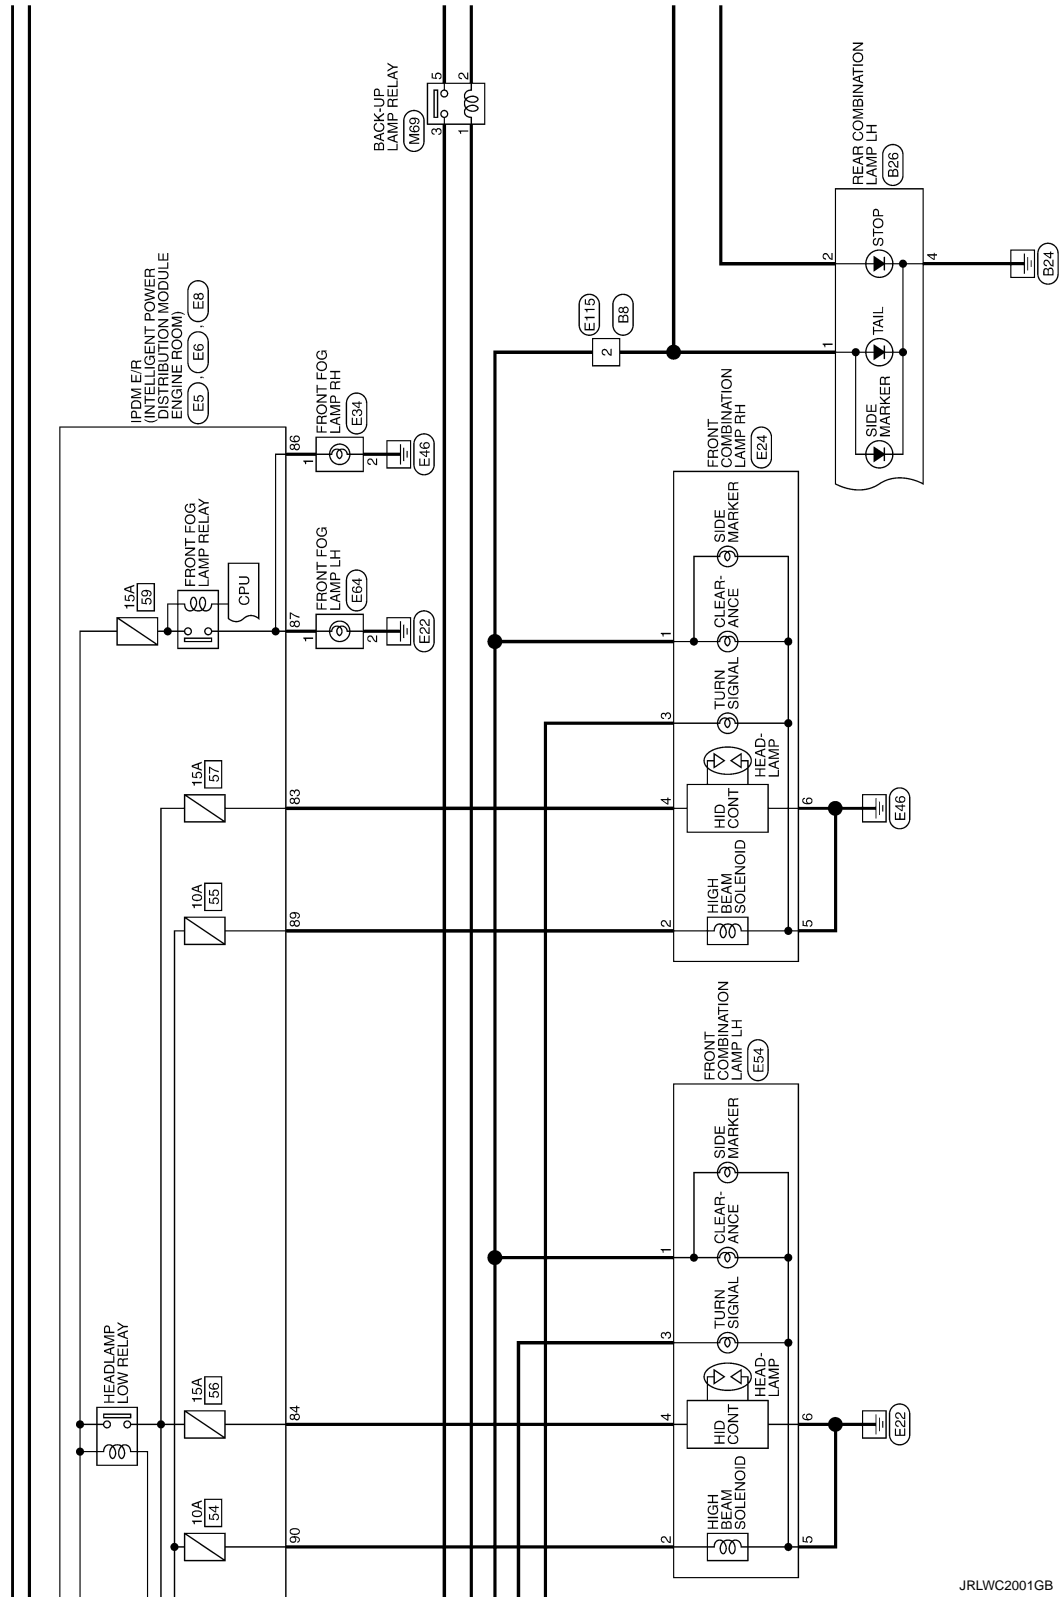 BACK-UP
LAMP RELAY
M69
5
2
3
1
REAR COMBINATION
LAMP LH
B26
2
STOP
4
B24
1
TAIL
SIDE
MARKER
E115
B8
2
IPDM E/R
(INTELLIGENT POWER
DISTRIBUTION MODULE
ENGINE ROOM)
E5 , E6 , E8
86
1
FRONT FOG
LAMP RH
E34
2
E46
15A
59
FRONT FOG
LAMP RELAY
CPU
87
1
FRONT FOG
LAMP LH
E64
2
E22
FRONT
COMBINATION
LAMP RH
E24
SIDE
MARKER
1
CLEAR-
ANCE
3
TURN
SIGNAL
15A
57
83
4
HID
CONT
HEAD-
LAMP
6
E46
10A
55
89
2
HIGH
BEAM
SOLENOID
5
FRONT
COMBINATION
LAMP LH
E54
SIDE
MARKER
1
CLEAR-
ANCE
3
TURN
SIGNAL
HEADLAMP
LOW RELAY
15A
56
84
4
HID
CONT
HEAD-
LAMP
6
E22
10A
54
90
2
HIGH
BEAM
SOLENOID
5
JRLWC2001GB